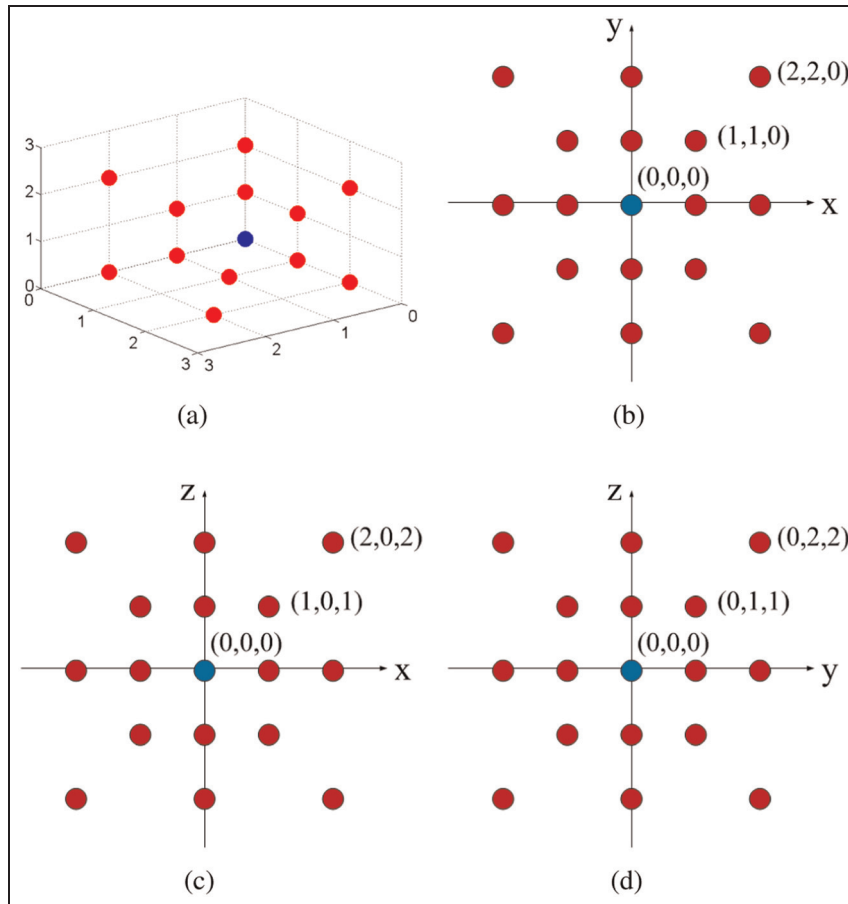 3
2
1
0
0
1
2
3
3
2
1
0
(a)
y
(2,2,0)
(1,1,0)
(0,0,0)
x
(b)
z
(2,0,2)
(1,0,1)
(0,0,0)
x
(c)
z
(0,2,2)
(0,1,1)
(0,0,0)
y
(d)